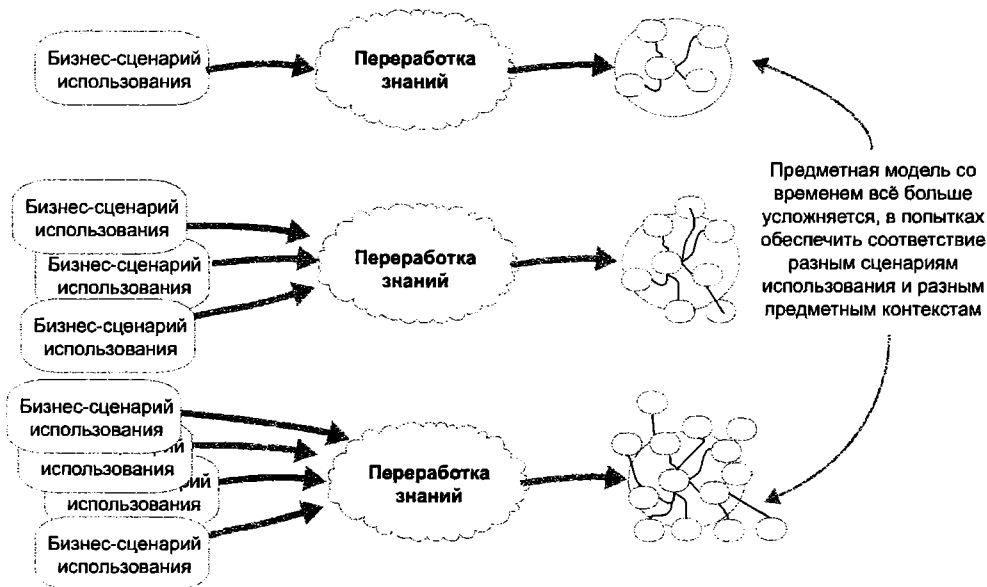 Бизнес-сценарий
использования
Переработка
знаний
Предметная модель со
временем всё больше
усложняется, в попытках
обеспечить соответствие
разным сценариям
использования и разным
предметным контекстам
Бизнес-сценарий
использования
Бизнес-сценарий
использования
Бизнес-сценарий
использования
Переработка
знаний
Бизнес-сценарий
использования
использования
использования
Бизнес-сценарий
использования
Переработка
знаний